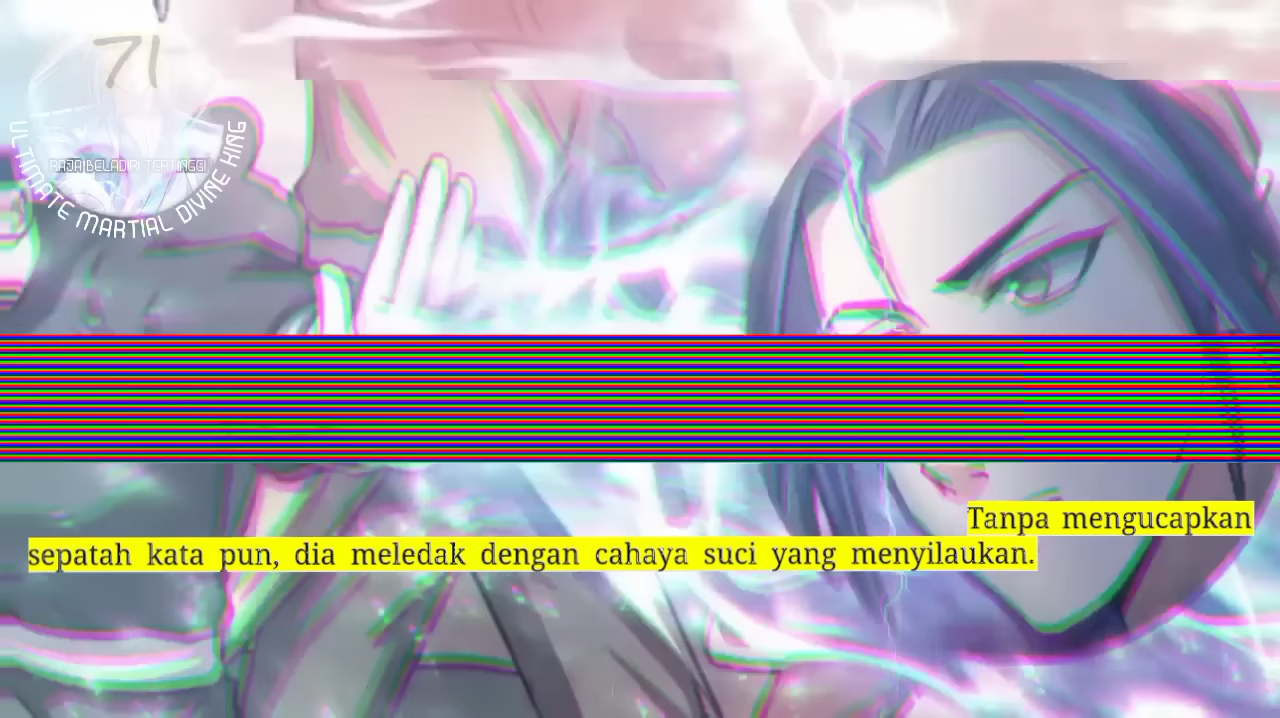 71
RAJA BELADIRI TERTINGGI
ULTIMATE MARTIAL DIVINE KING
Tanpa mengucapkan
sepatah kata pun, dia meledak dengan cahaya suci yang menyilaukan.